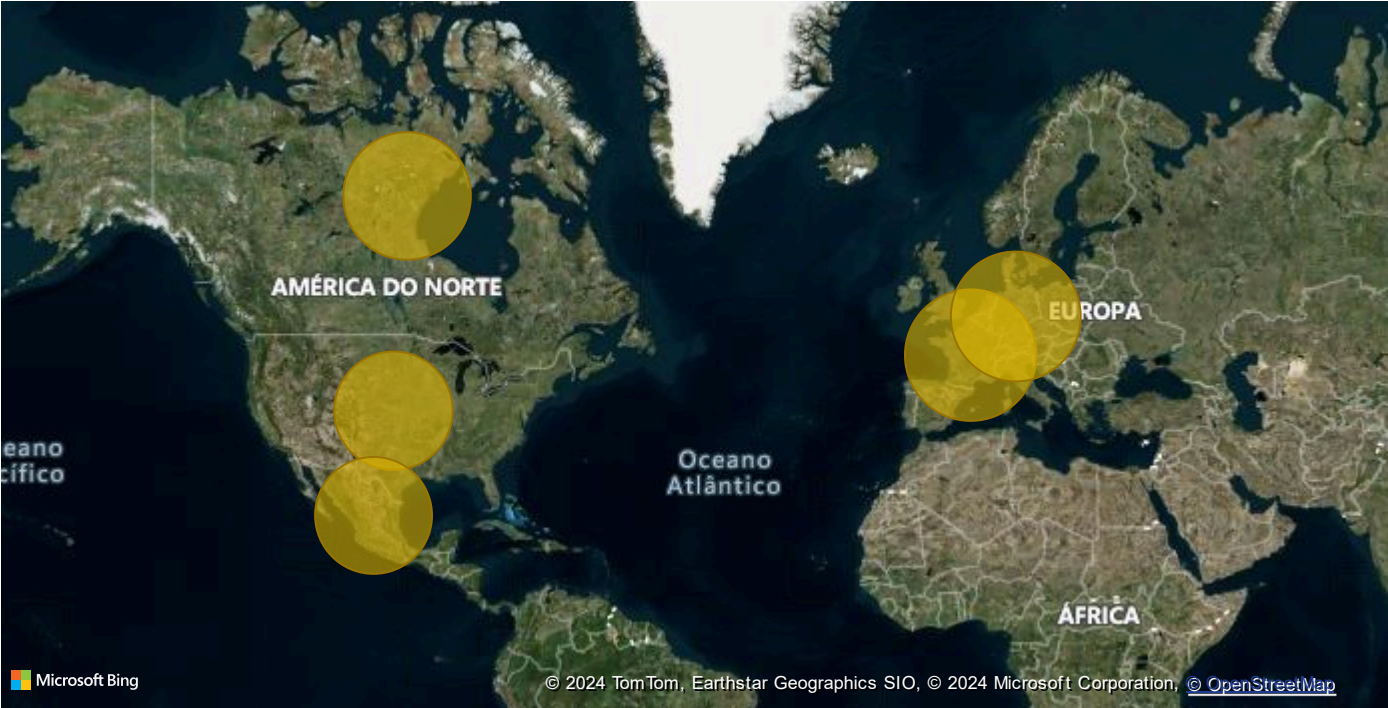 AMÉRICA DO NORTE
EUROPA
eano
cífico
Oceano
Atlântico
ÁFRICA
Microsoft Bing
© 2024 TomTom, Earthstar Geographics SIO, © 2024 Microsoft Corporation, © OpenStreetMap